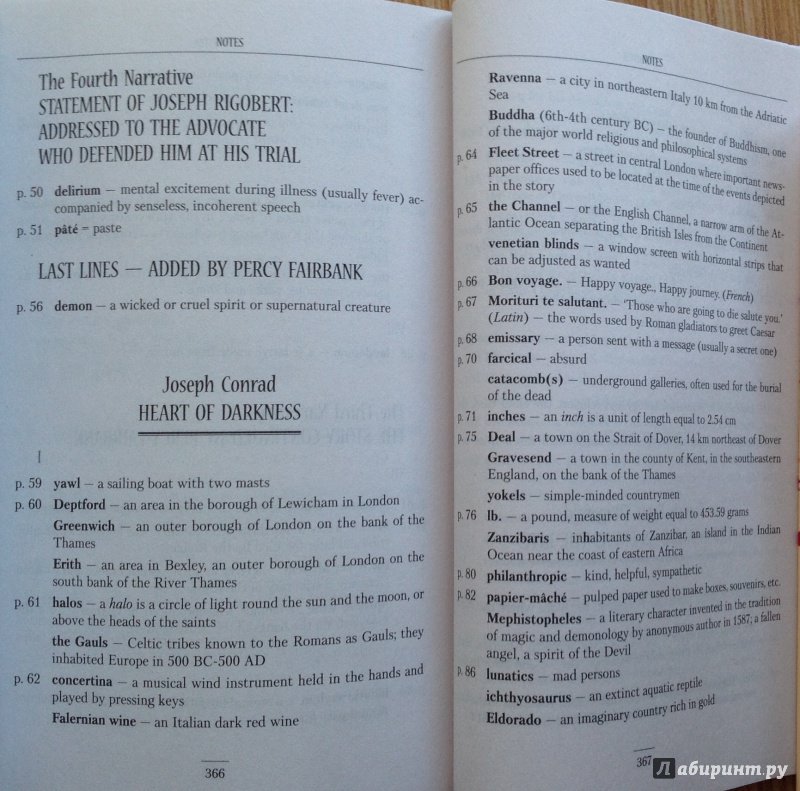 NOTES
The Fourth Narrative
STATEMENT OF JOSEPH RIGOBERT:
ADDRESSED TO THE ADVOCATE
WHO DEFENDED HIM AT HIS TRIAL
p. 50 delirium — mental excitement during illness (usually fever) ac-
companied by senseless, incoherent speech
p. 51 pâté = paste
LAST LINES — ADDED BY PERCY FAIRBANK
p. 56 demon — a wicked or cruel spirit or supernatural creature
Joseph Conrad
HEART OF DARKNESS
I
p. 59 yawl — a sailing boat with two masts
p. 60 Deptford — an area in the borough of Lewicham in London
Greenwich — an outer borough of London on the bank of the
Thames
Erith — an area in Bexley, an outer borough of London on the
south bank of the River Thames
p. 61 halos — a halo is a circle of light round the sun and the moon, or
above the heads of the saints
the Gauls — Celtic tribes known to the Romans as Gauls; they
inhabited Europe in 500 BC-500 AD
p. 62 concertina — a musical wind instrument held in the hands and
played by pressing keys
Falernian wine — an Italian dark red wine
366
NOTES
Ravenna — a city in northeastern Italy 10 km from the Adriatic
Sea
Buddha (6th-4th century BC) — the founder of Buddhism, one
of the major world religious and philosophical systems
p. 64 Fleet Street — a street in central London where important news-
paper offices used to be located at the time of the events depicted
in the story
p. 65 the Channel — or the English Channel, a narrow arm of the At-
lantic Ocean separating the British Isles from the Continent
venetian blinds — a window screen with horizontal strips that
can be adjusted as wanted
p. 66 Bon voyage. — Happy voyage., Happy journey. (French)
p. 67 Morituri te salutant. — 'Those who are going to die salute you.'
(Latin) — the words used by Roman gladiators to greet Caesar
p. 68 emissary — a person sent with a message (usually a secret one)
p. 70 farcical — absurd
catacomb(s) — underground galleries, often used for the burial
of the dead
p. 71 inches — an inch is a unit of length equal to 2.54 cm
p. 75 Deal — a town on the Strait of Dover, 14 km northeast of Dover
Gravesend — a town in the county of Kent, in the southeastern
England, on the bank of the Thames
yokels — simple-minded countrymen
p. 76 lb. — a pound, measure of weight equal to 453.59 grams
Zanzibaris — inhabitants of Zanzibar, an island in the Indian
Ocean near the coast of eastern Africa
p. 80 philanthropic — kind, helpful, sympathetic
p. 82 papier-mâché — pulped paper used to make boxes, souvenirs, etc.
Mephistopheles — a literary character invented in the tradition
of magic and demonology by anonymous author in 1587; a fallen
angel, a spirit of the Devil
p. 86 lunatics — mad persons
ichthyosaurus — an extinct aquatic reptile
Eldorado — an imaginary country rich in gold
367
Лабиринт.ру